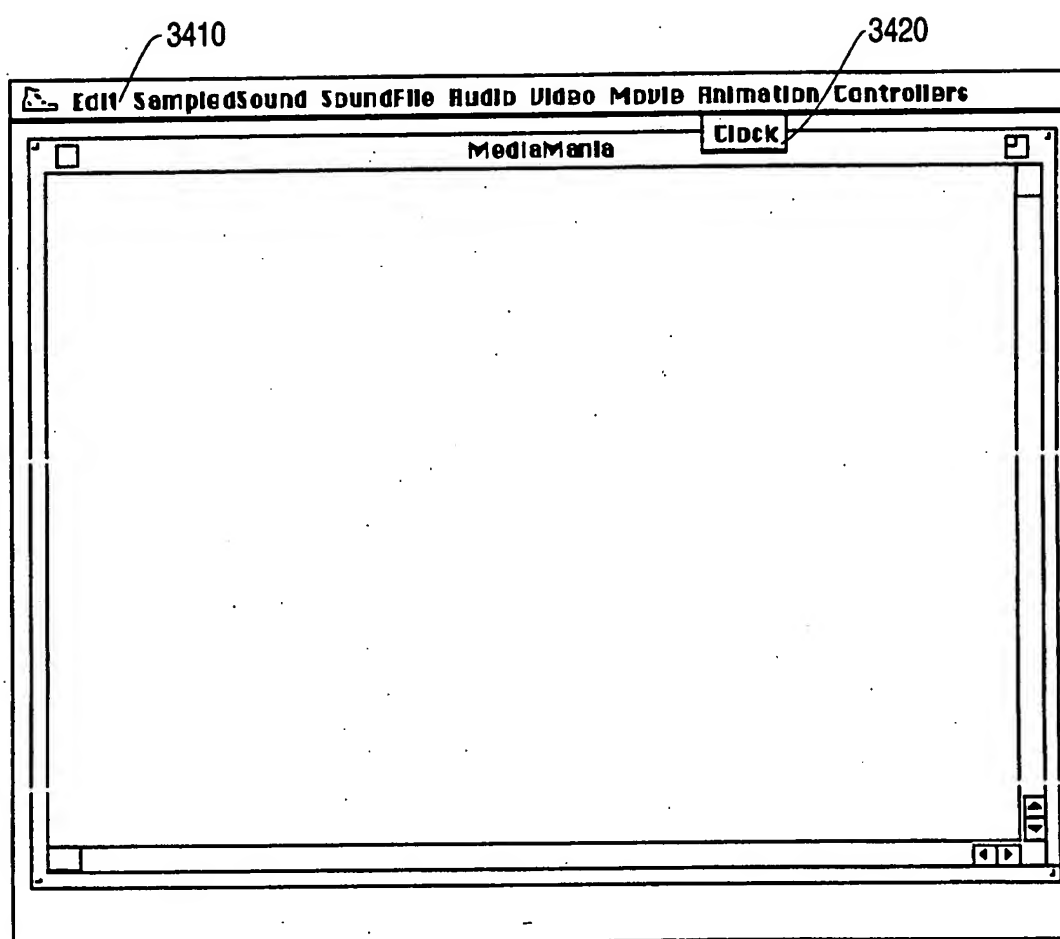 3410 3420
Edit SampledSound SoundFile Audio Video Movie Animation Controllers
Clock
MediaMania